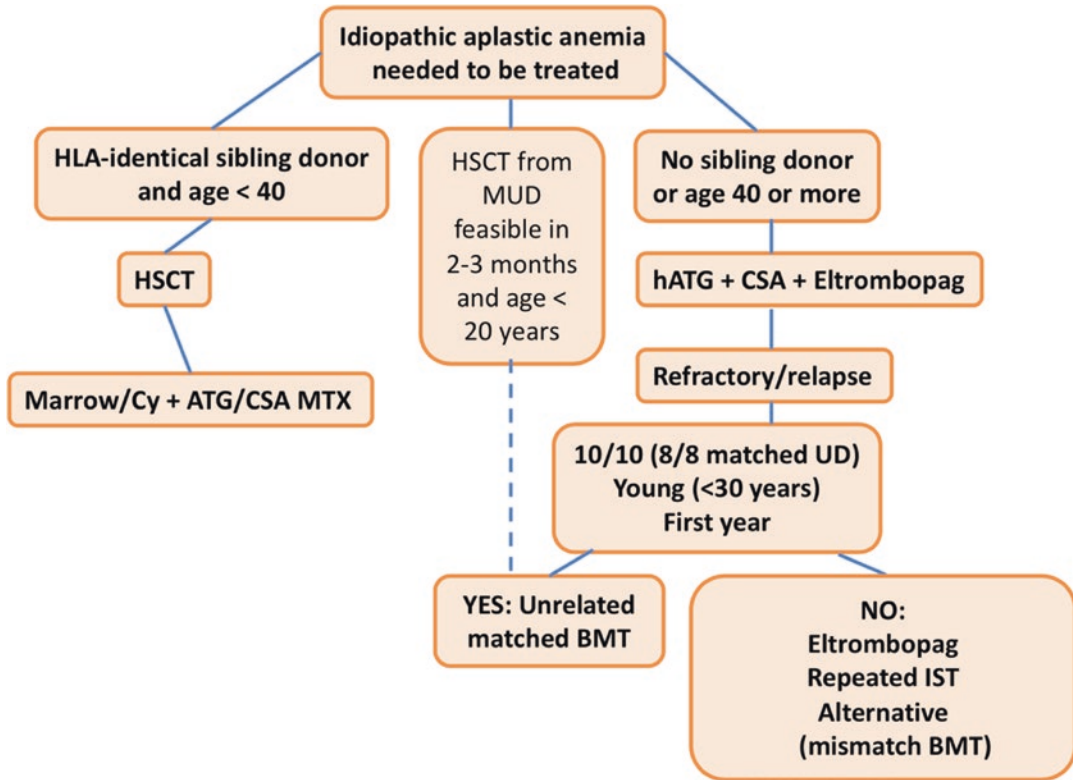 Idiopathic aplastic anemia
needed to be treated
HLA-identical sibling donor
and age < 40
HSCT
Marrow/Cy + ATG/CSA MTX
HSCT from
MUD
feasible in
2-3 months
and age <
20 years
No sibling donor
or age 40 or more
hATG + CSA + Eltrombopag
Refractory/relapse
10/10 (8/8 matched UD)
Young (<30 years)
First year
YES: Unrelated
matched BMT
NO:
Eltrombopag
Repeated IST
Alternative
(mismatch BMT)